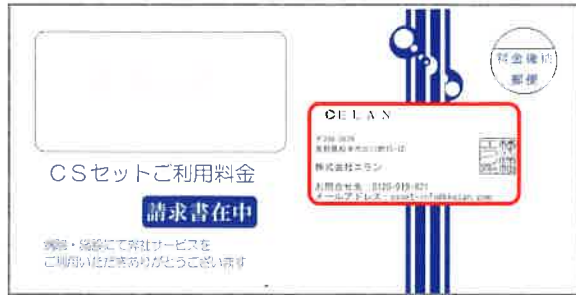 料金後納
郵便
ELAN
株式会社エラン
お問合せ先:0120-919-821
CSセットご利用料金
請求書在中
病院・施設にて弊社サービスを
ご利用いただきありがとうございます